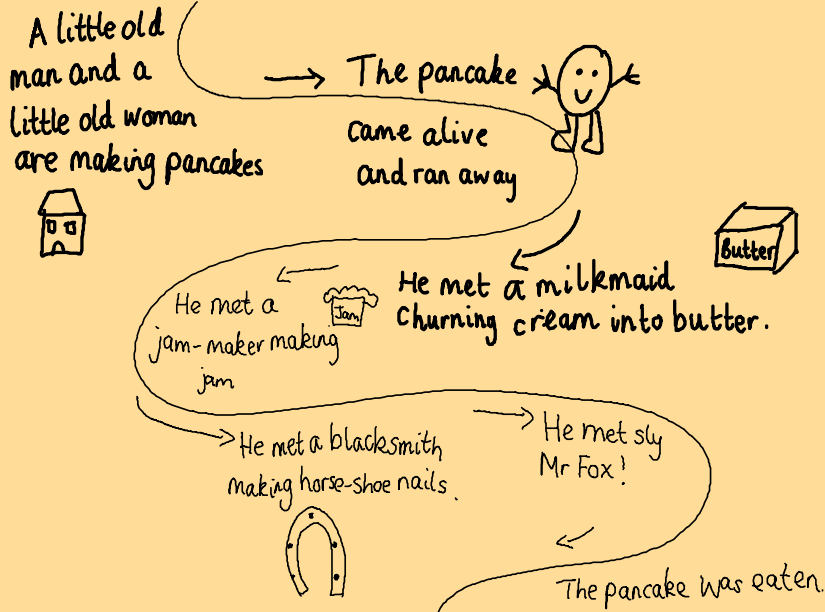 A little old
man and a
little old woman
are making pancakes
The pancake
came alive
and ran away
Butter
He met a milkmaid
churning cream into butter.
Jam
He met a
jam-maker making
jam
He met a blacksmith
making horse-shoe nails.
He met sly
Mr Fox!
The pancake was eaten.